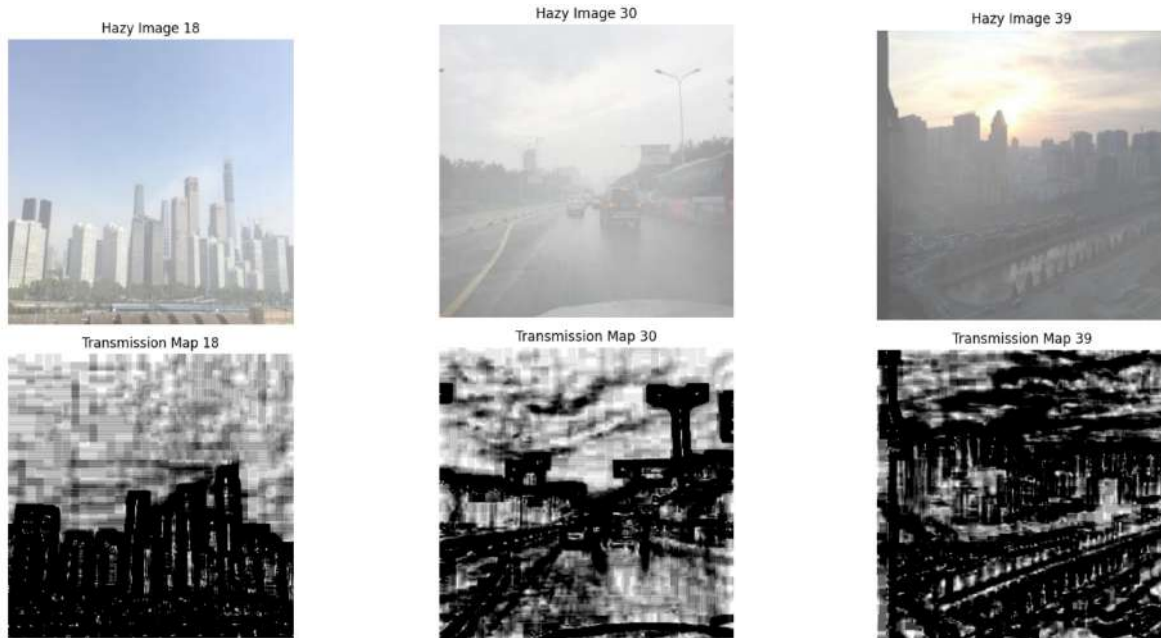 Hazy Image 18
Hazy Image 30
Hazy Image 39
Transmission Map 18
Transmission Map 30
Transmission Map 39